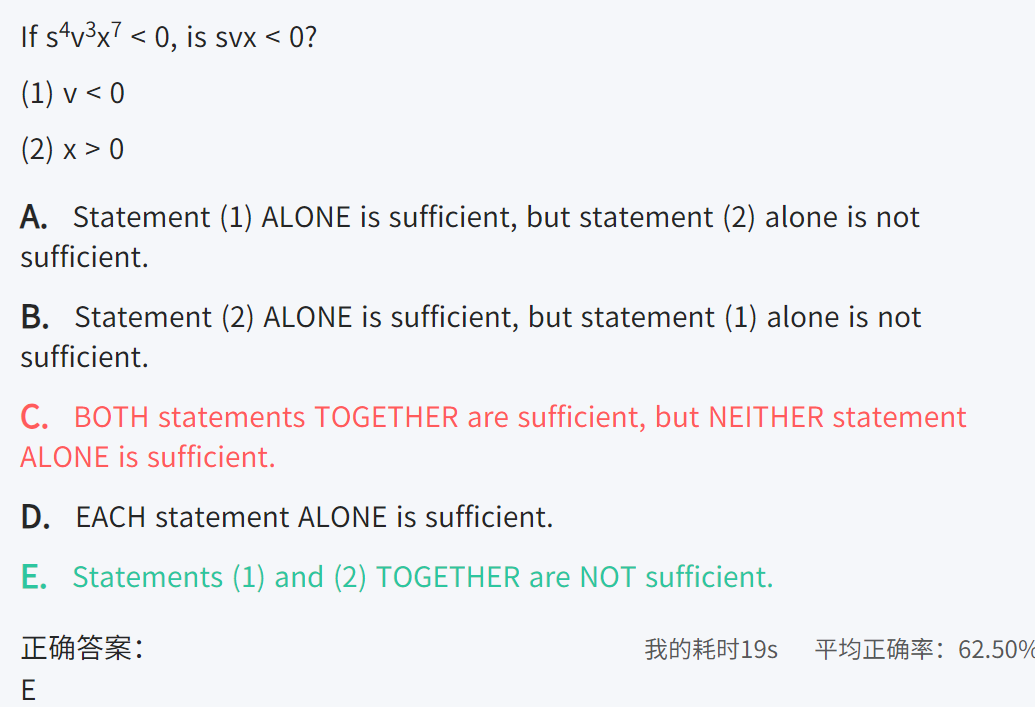 If s⁴v³x⁷ < 0, is svx < 0?
(1) v < 0
(2) x > 0
A. Statement (1) ALONE is sufficient, but statement (2) alone is not
sufficient.
B. Statement (2) ALONE is sufficient, but statement (1) alone is not
sufficient.
C. BOTH statements TOGETHER are sufficient, but NEITHER statement
ALONE is sufficient.
D. EACH statement ALONE is sufficient.
E. Statements (1) and (2) TOGETHER are NOT sufficient.
正确答案： 我的耗时19s 平均正确率：62.50%
E